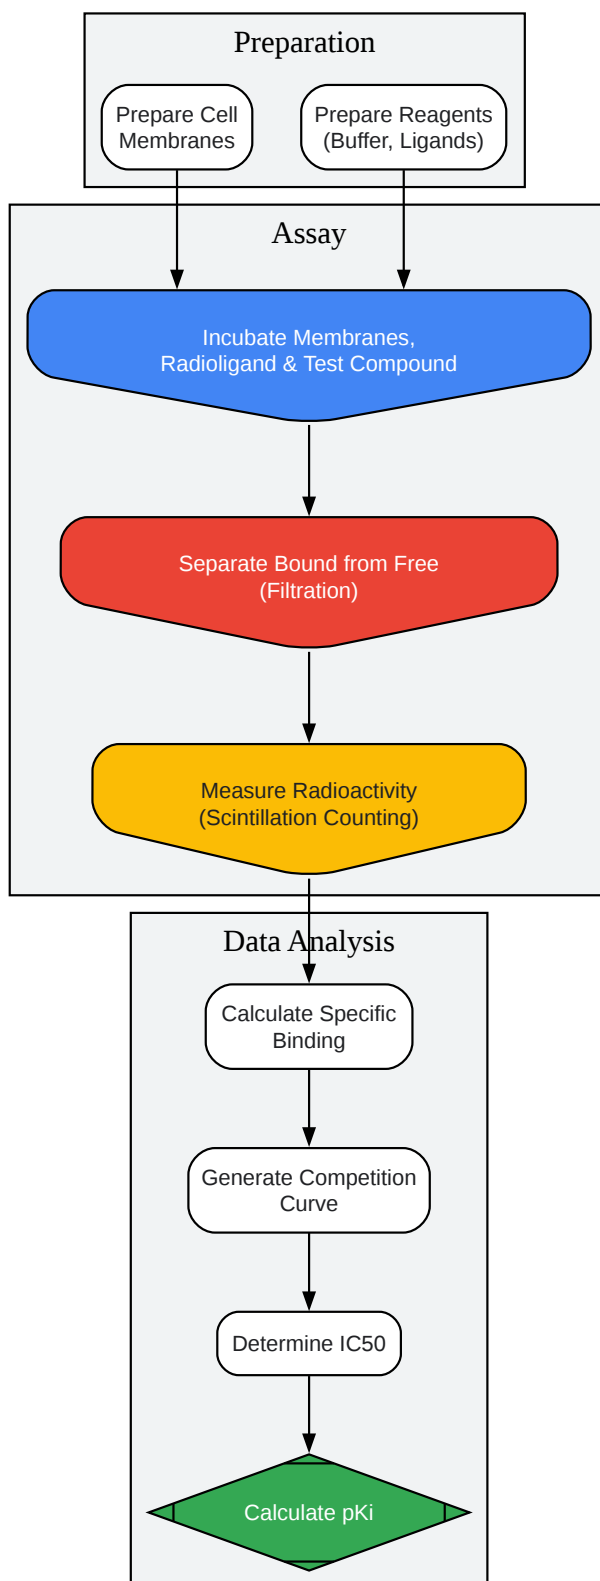 Preparation
Prepare Cell
Membranes
Prepare Reagents
(Buffer, Ligands)
Assay
Incubate Membranes,
Radioligand & Test Compound
Separate Bound from Free
(Filtration)
Measure Radioactivity
(Scintillation Counting)
Data Analysis
Calculate Specific
Binding
Generate Competition
Curve
Determine IC50
Calculate pKi